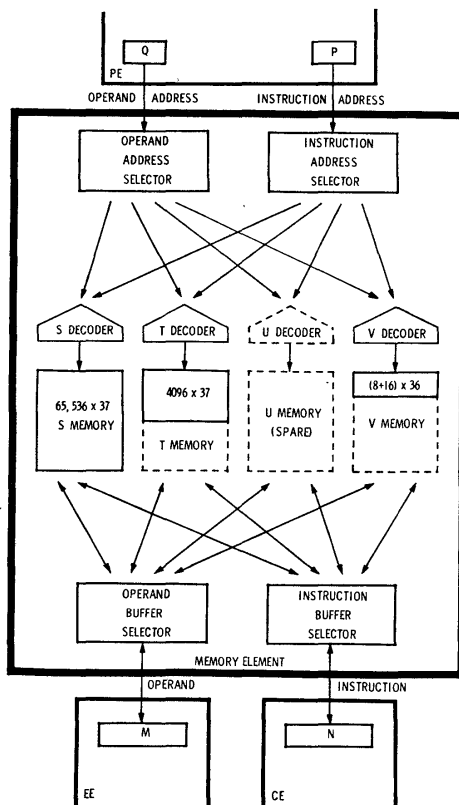 Q
P
PE
OPERAND ADDRESS
INSTRUCTION ADDRESS
OPERAND
ADDRESS
SELECTOR
INSTRUCTION
ADDRESS
SELECTOR
S DECODER
T DECODER
U DECODER
V DECODER
65,536 x 37
S MEMORY
4096 x 37
T MEMORY
U MEMORY
(SPARE)
(8+16) x 36
V MEMORY
OPERAND
BUFFER
SELECTOR
INSTRUCTION
BUFFER
SELECTOR
MEMORY ELEMENT
OPERAND
INSTRUCTION
M
N
EE
CE